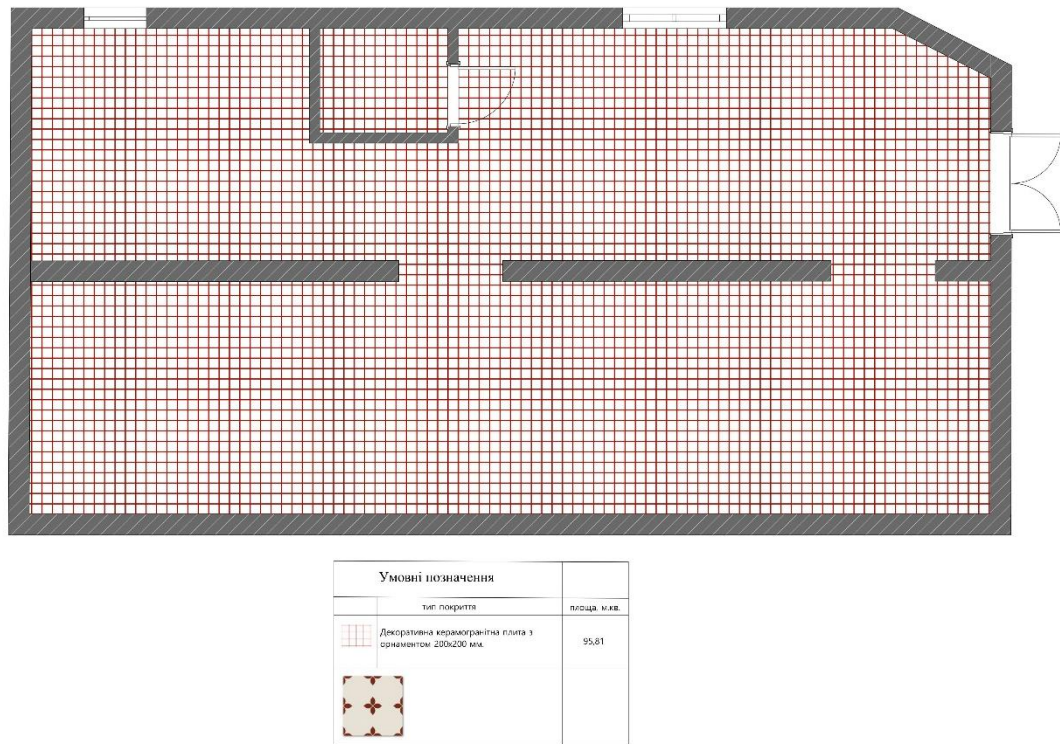 Умовні позначення
тип покриття площа, м.кв.
Декоративна керамогранітна плита з
орнаментом 200х200 мм.
95,81